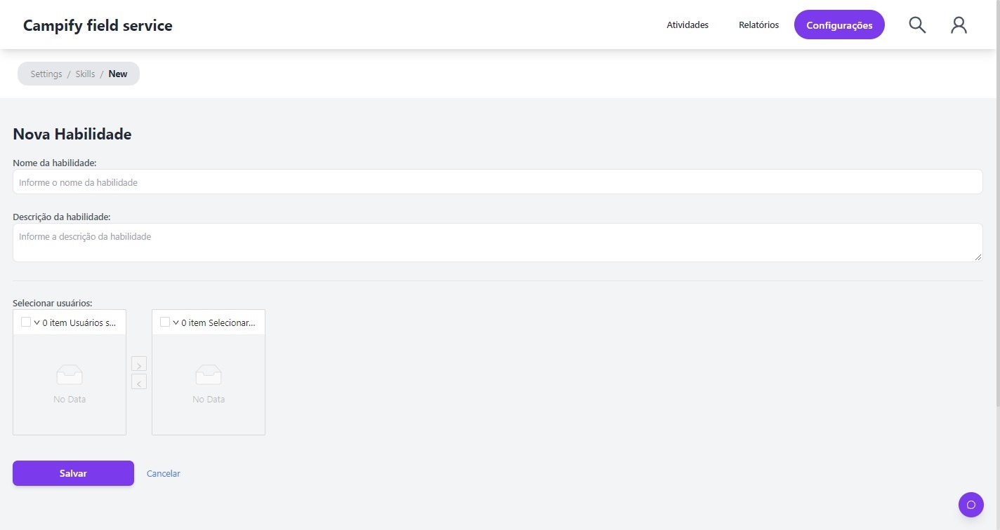 Campify field service
Atividades
Relatórios
Configurações
Settings / Skills / New
Nova Habilidade
Nome da habilidade:
Informe o nome da habilidade
Descrição da habilidade:
Informe a descrição da habilidade
Selecionar usuários:
0 item Usuários s...
0 item Selecionar...
No Data
No Data
Salvar
Cancelar